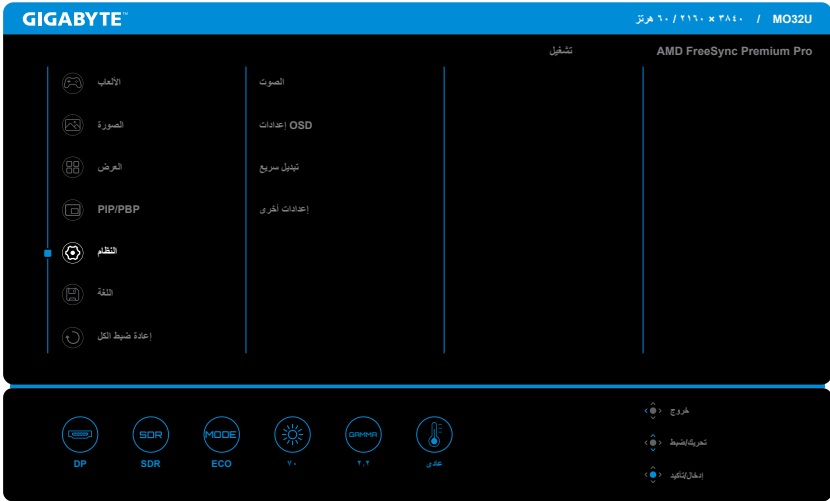 GIGABYTE™
MO32U / ٣٨٤٠ × ٢١٦٠ / ٦٠ هرتز
AMD FreeSync Premium Pro تشغيل
الألعاب
الصورة
العرض
PIP/PBP
النظام
اللغة
إعادة ضبط الكل
الصوت
إعدادات OSD
تبديل سريع
إعدادات أخرى
DP
SDR
SDR
MODE
ECO
٧٠
GAMMA
٢,٢
عادى
خروج
تحريك/ضبط
إدخال/تأكيد